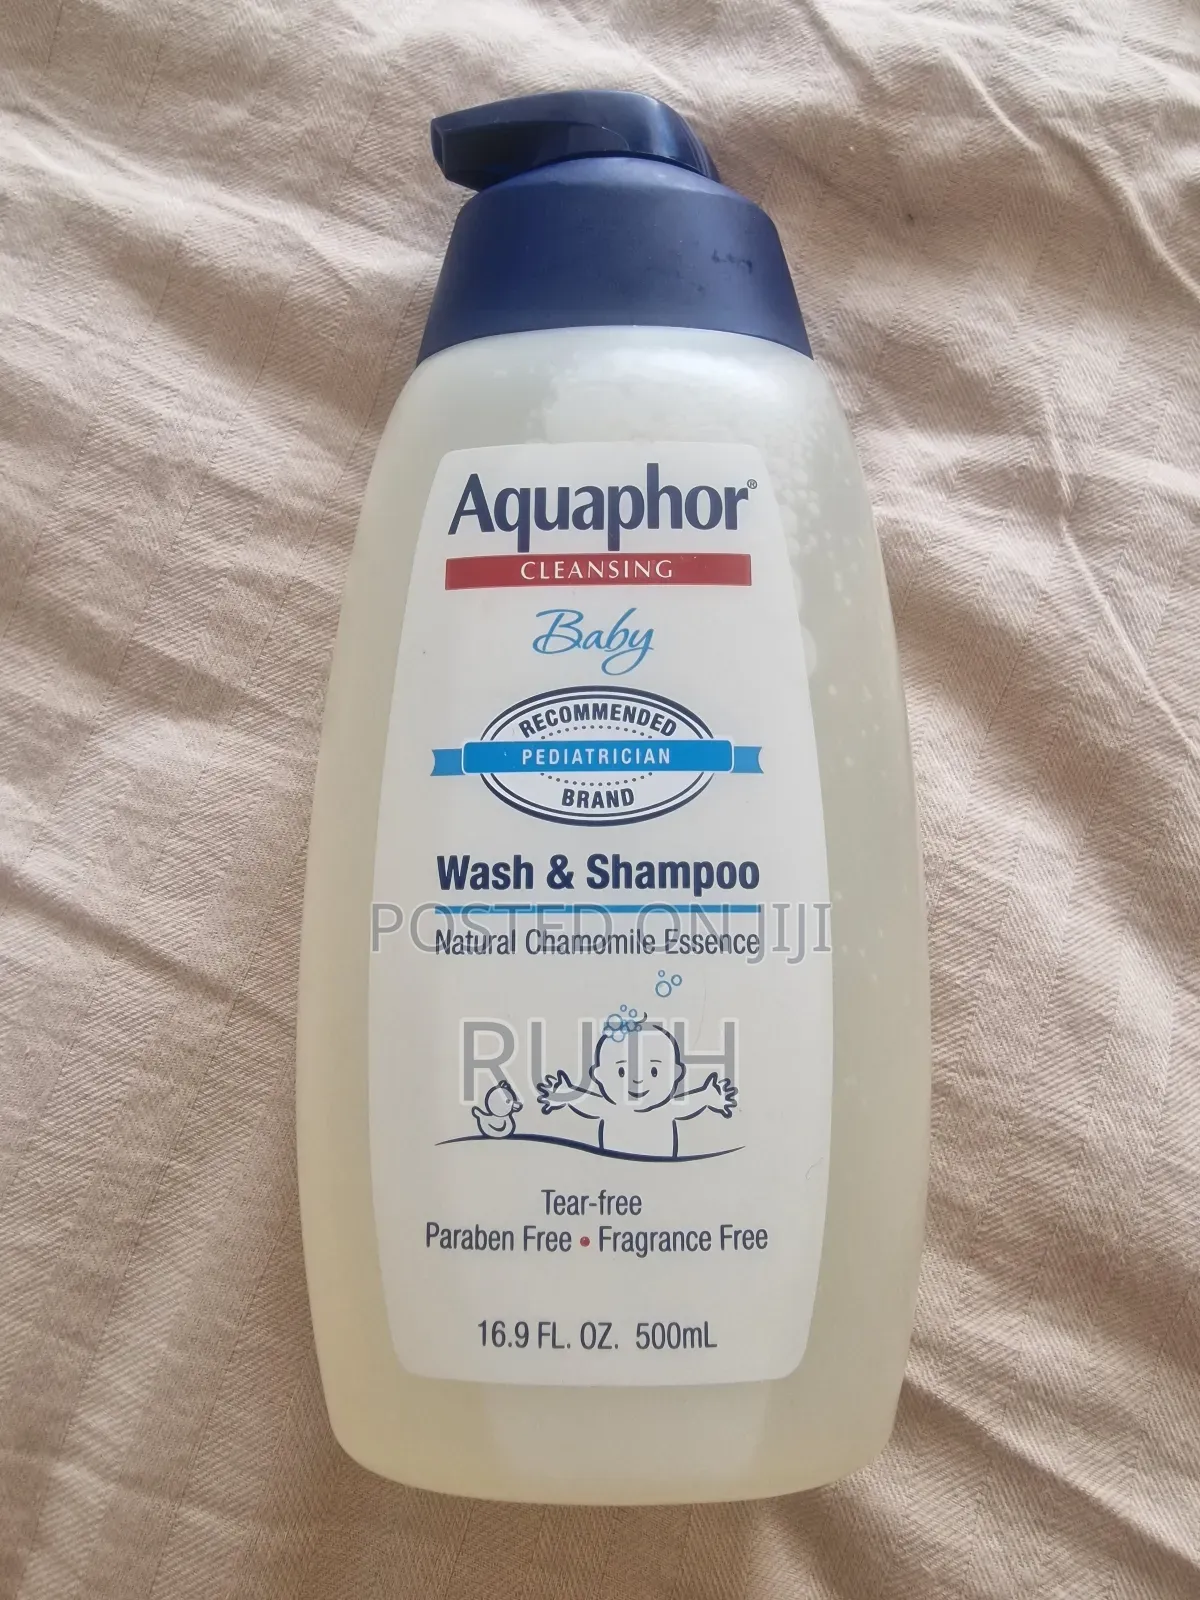 Aquaphor®
CLEANSING
Baby
RECOMMENDED
PEDIATRICIAN
BRAND
Wash & Shampoo
POSTED ON JIJI
Natural Chamomile Essence
RUTH
Tear-free
Paraben Free • Fragrance Free
16.9 FL. OZ. 500mL